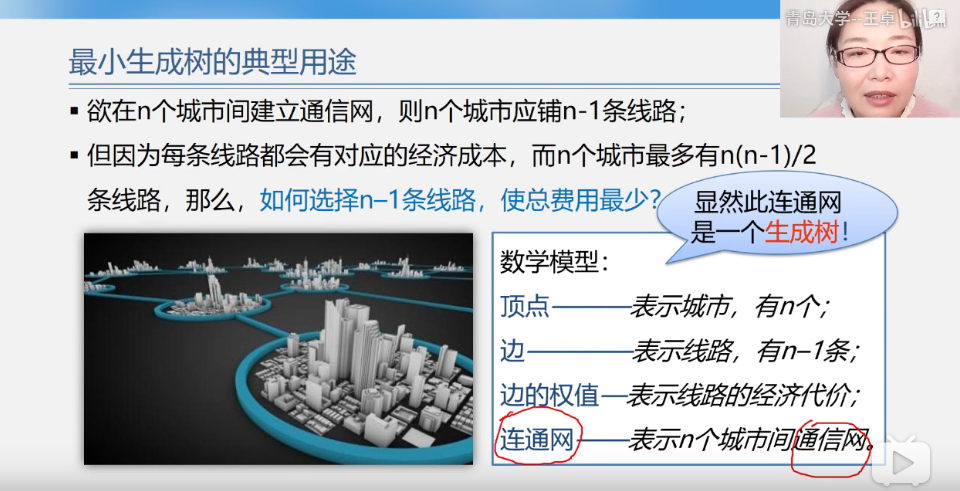 青岛大学--王卓
最小生成树的典型用途
▪ 欲在n个城市间建立通信网，则n个城市应铺n-1条线路；
▪ 但因为每条线路都会有对应的经济成本，而n个城市最多有n(n-1)/2
条线路，那么，如何选择n–1条线路，使总费用最少？
显然此连通网
是一个生成树！
数学模型：
顶点———表示城市，有n个；
边————表示线路，有n–1条；
边的权值—表示线路的经济代价；
连通网——表示n个城市间通信网。